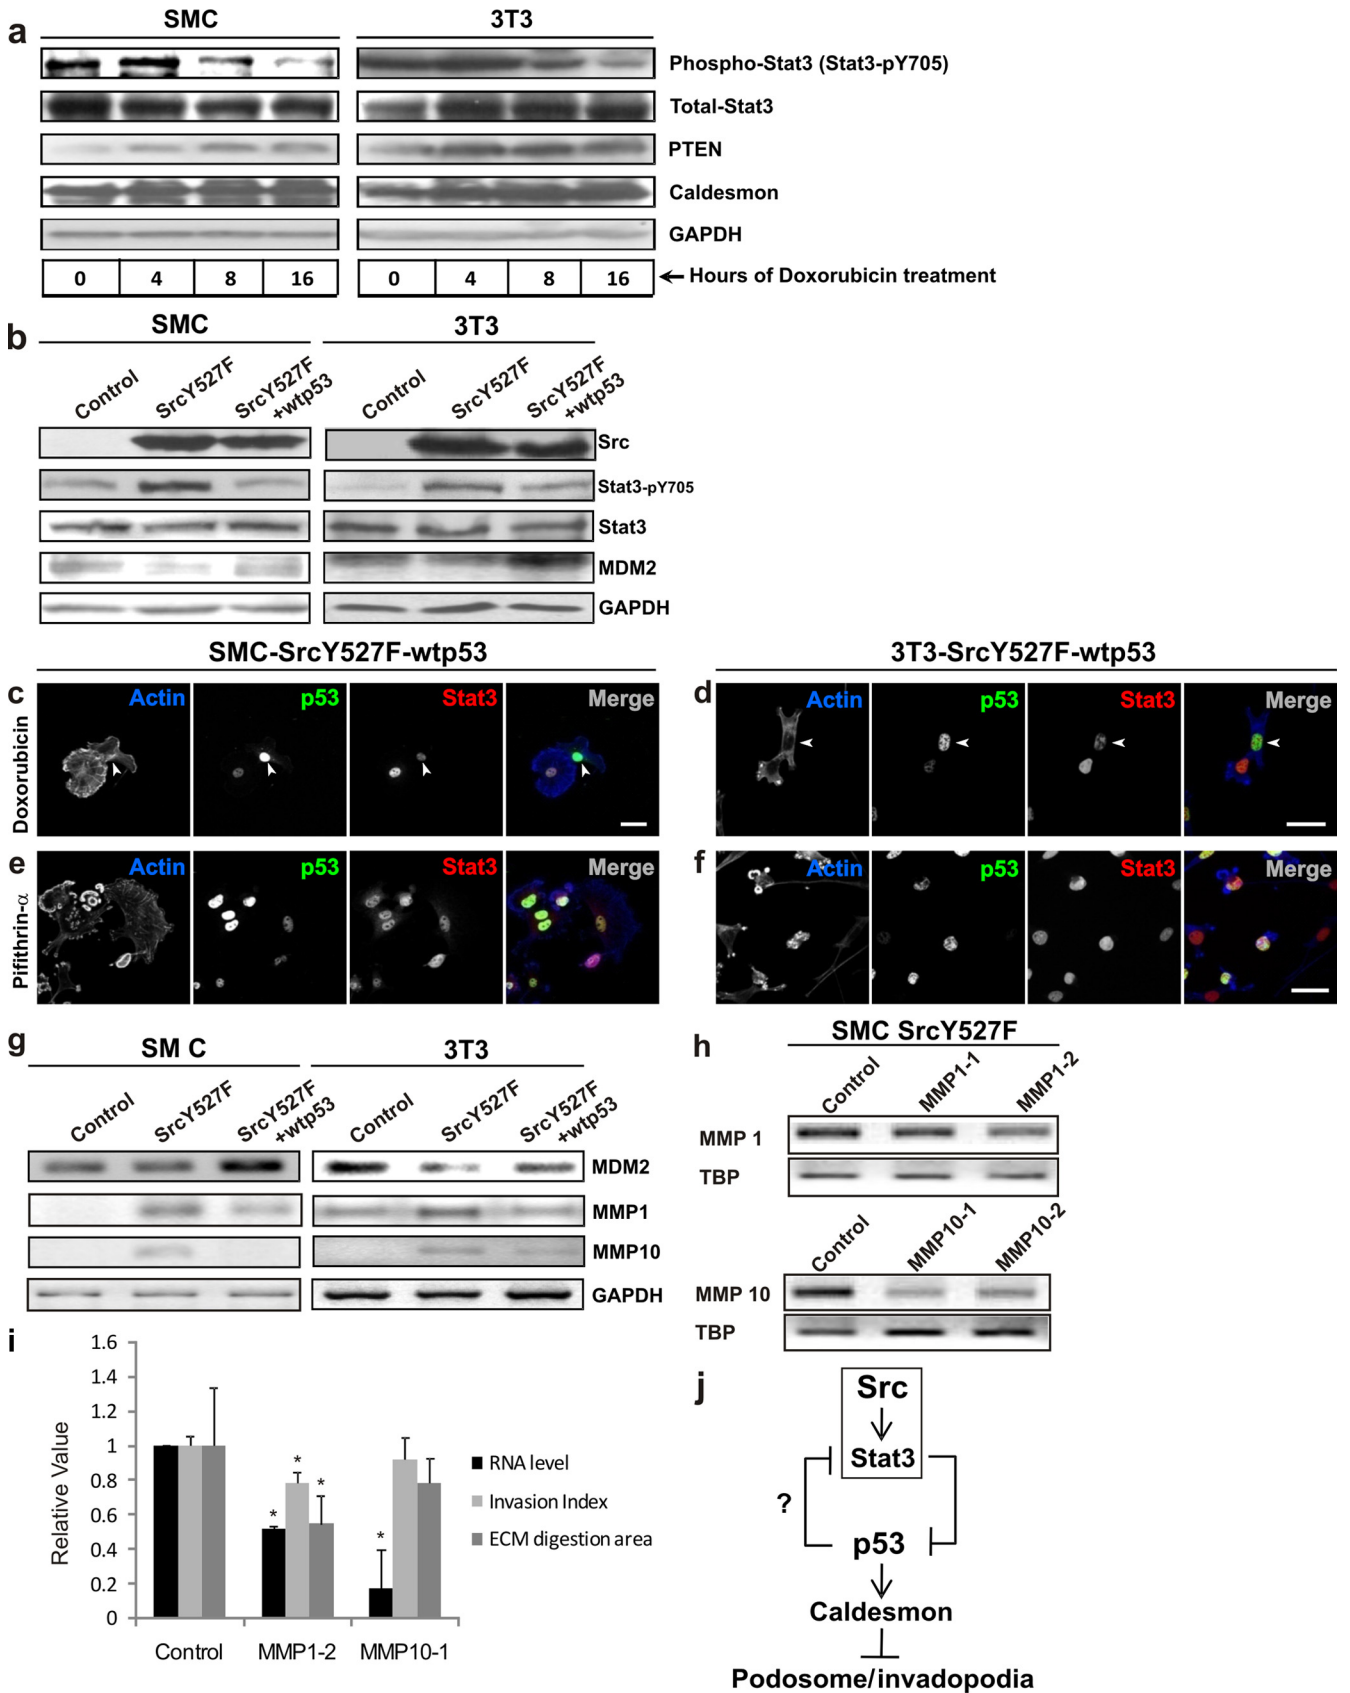 a
SMC
3T3
Phospho-Stat3 (Stat3-pY705)
Total-Stat3
PTEN
Caldesmon
GAPDH
0 4 8 16 0 4 8 16 Hours of Doxorubicin treatment
b
SMC
3T3
Control SrcY527F SrcY527F +wtp53 Control SrcY527F SrcY527F +wtp53
Src
Stat3-pY705
Stat3
MDM2
GAPDH
SMC-SrcY527F-wtp53
3T3-SrcY527F-wtp53
c
Doxorubicin
Actin p53 Stat3 Merge
d
Actin p53 Stat3 Merge
e
Pifithrin-α
Actin p53 Stat3 Merge
f
Actin p53 Stat3 Merge
g
SM C
3T3
Control SrcY527F SrcY527F +wtp53 Control SrcY527F SrcY527F +wtp53
MDM2
MMP1
MMP10
GAPDH
h
SMC SrcY527F
Control MMP1-1 MMP1-2
MMP 1
TBP
Control MMP10-1 MMP10-2
MMP 10
TBP
i
Relative Value
1.6
1.4
1.2
1
0.8
0.6
0.4
0.2
0
* * * *
Control MMP1-2 MMP10-1
RNA level
Invasion Index
ECM digestion area
j
Src
Stat3
?
p53
Caldesmon
Podosome/invadopodia